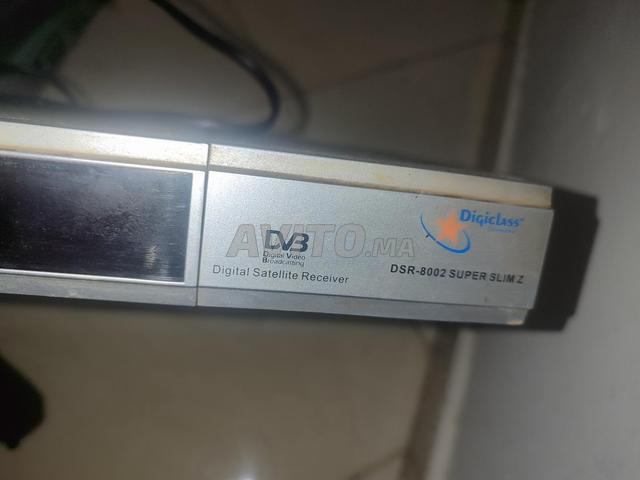 Digiclass
AVITO.MA
DVB
Digital Video
Broadcasting
Digital Satellite Receiver
DSR-8002 SUPER SLIM Z